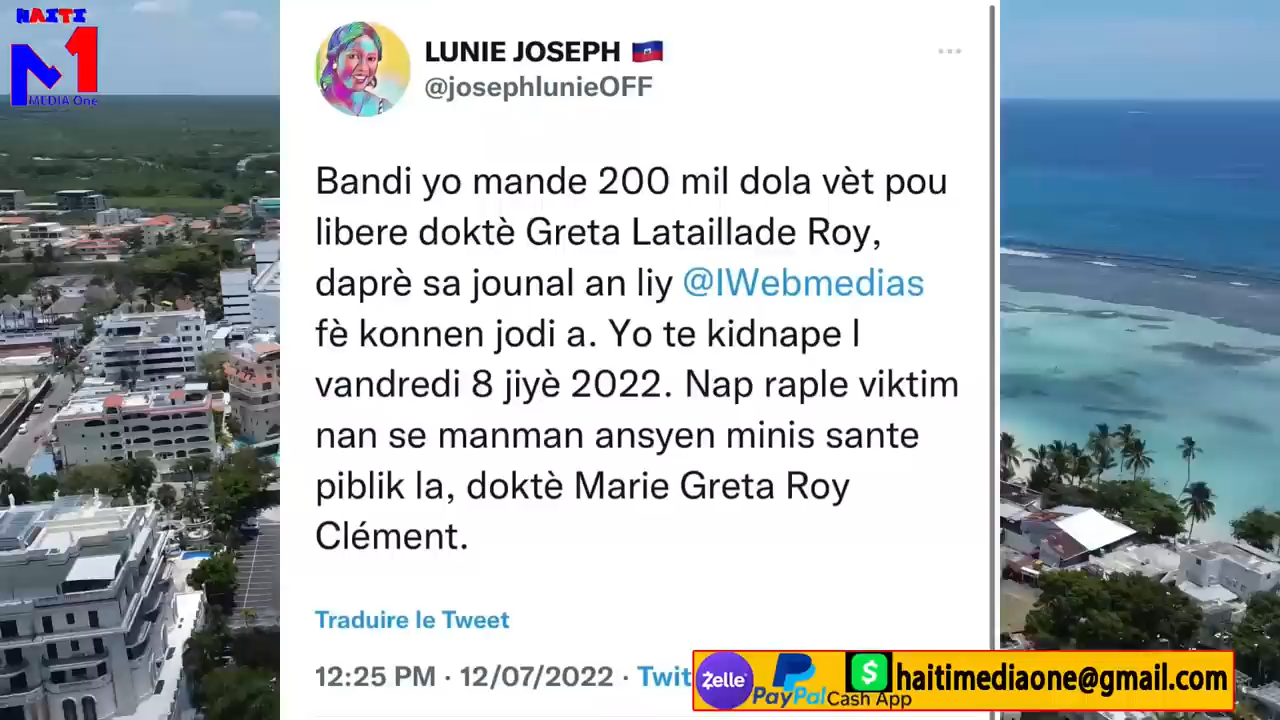 HAITI
M1
MEDIA One
LUNIE JOSEPH 🇭🇹
@josephlunieOFF
Bandi yo mande 200 mil dola vèt pou
libere doktè Greta Lataillade Roy,
daprè sa jounal an liy @IWebmedias
fè konnen jodi a. Yo te kidnape l
vandredi 8 jiyè 2022. Nap raple viktim
nan se manman ansyen minis sante
piblik la, doktè Marie Greta Roy
Clément.
Traduire le Tweet
12:25 PM · 12/07/2022 · Twit
Zelle
PayPal
$
Cash App
haitimediaone@gmail.com